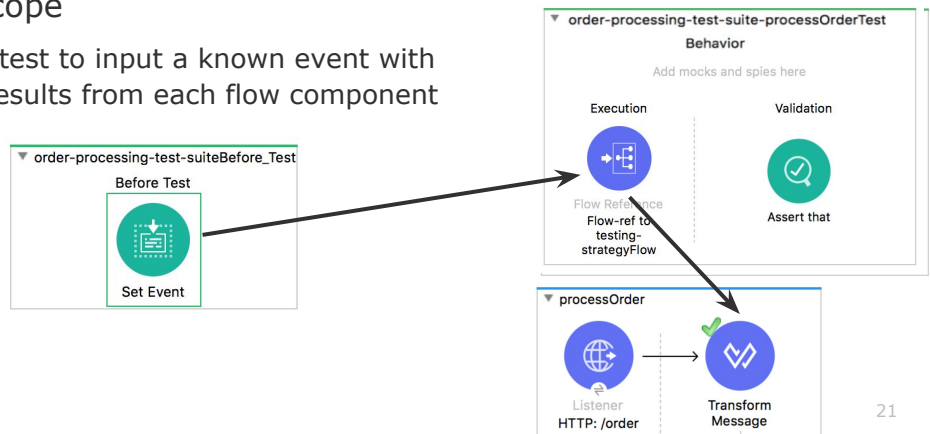 cope
test to input a known event with
esults from each flow component
order-processing-test-suiteBefore_Test
Before Test
Set Event
order-processing-test-suite-processOrderTest
Behavior
Add mocks and spies here
Execution
Validation
Flow Reference
Flow-ref to
testing-
strategyFlow
Assert that
processOrder
Listener
HTTP: /order
Transform
Message
21